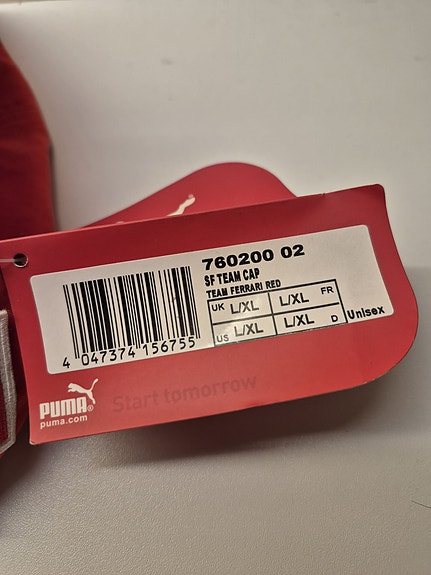 760200 02
SF TEAM CAP
TEAM FERRARI RED
UK L/XL L/XL FR
US L/XL L/XL D
Unisex
4 047374 156755
PUMA®
puma.com
Start tomorrow